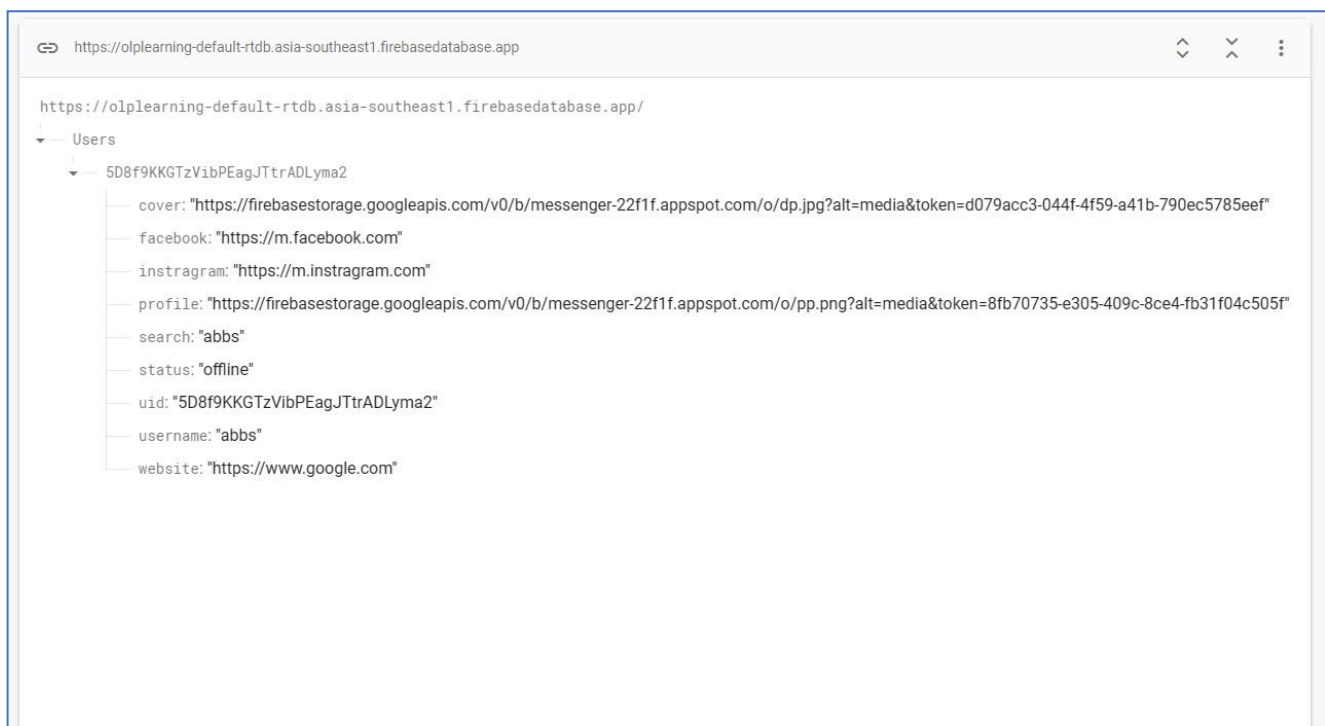 https://olplearning-default-rtdb.asia-southeast1.firebasedatabase.app
https://olplearning-default-rtdb.asia-southeast1.firebasedatabase.app/
Users
5D8f9KKGTzVibPEagJTtrADLyma2
cover: "https://firebasestorage.googleapis.com/v0/b/messenger-22f1f.appspot.com/o/dp.jpg?alt=media&token=d079acc3-044f-4f59-a41b-790ec5785eef"
facebook: "https://m.facebook.com"
instragram: "https://m.instragram.com"
profile: "https://firebasestorage.googleapis.com/v0/b/messenger-22f1f.appspot.com/o/pp.png?alt=media&token=8fb70735-e305-409c-8ce4-fb31f04c505f"
search: "abbs"
status: "offline"
uid: "5D8f9KKGTzVibPEagJTtrADLyma2"
username: "abbs"
website: "https://www.google.com"